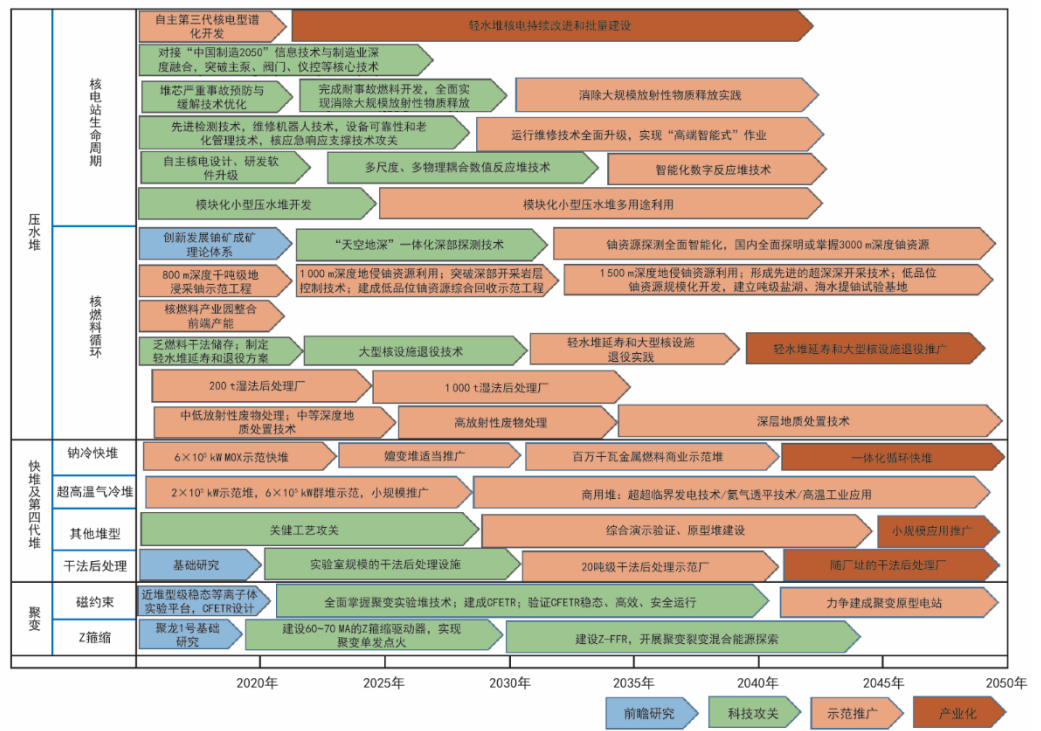 自主第三代核电型谱
化开发
轻水堆核电持续改进和批量建设
对接“中国制造2050”信息技术与制造业深
度融合，突破主泵、阀门、仪控等核心技术
堆芯严重事故预防与
缓解技术优化
完成耐事故燃料开发，全面实
现消除大规模放射性物质释放
消除大规模放射性物质释放实践
先进检测技术，维修机器人技术，设备可靠性和老
化管理技术，核应急响应支撑技术攻关
运行维修技术全面升级，实现“高端智能式”作业
自主核电设计、研发软
件升级
多尺度、多物理耦合数值反应堆技术
智能化数字反应堆技术
模块化小型压水堆开发
模块化小型压水堆多用途利用
核电站生命周期
压水堆
创新发展铀矿成矿
理论体系
“天空地深”一体化深部探测技术
铀资源探测全面智能化，国内全面探明或掌握3000 m深度铀资源
800 m深度千吨级地
浸采铀示范工程
1 000 m深度地侵铀资源利用；突破深部开采岩层
控制技术；建成低品位铀资源综合回收示范工程
1 500 m深度地侵铀资源利用；形成先进的超深深开采技术；低品位
铀资源规模化开发，建立吨级盐湖、海水提铀试验基地
核燃料产业园整合
前端产能
核燃料循环
乏燃料干法储存；制定
轻水堆延寿和退役方案
大型核设施退役技术
轻水堆延寿和大型核设施
退役实践
轻水堆延寿和大型核设施退役推广
200 t湿法后处理厂
1 000 t湿法后处理厂
中低放射性废物处理；中等深度地
质处置技术
高放射性废物处理
深层地质处置技术
快堆及第四代堆
钠冷快堆
6×10⁵ kW MOX示范快堆
嬗变堆适当推广
百万千瓦金属燃料商业示范堆
一体化循环快堆
超高温气冷堆
2×10⁵ kW示范堆，6×10⁵ kW群堆示范，小规模推广
商用堆：超超临界发电技术/氦气透平技术/高温工业应用
其他堆型
关健工艺攻关
综合演示验证、原型堆建设
小规模应用推广
干法后处理
基础研究
实验室规模的干法后处理设施
20吨级干法后处理示范厂
随厂址的干法后处理厂
聚变
磁约束
近堆型级稳态等离子体
实验平台，CFETR设计
全面掌握聚变实验堆技术；建成CFETR；验证CFETR稳态、高效、安全运行
力争建成聚变原型电站
Z箍缩
聚龙1号基础
研究
建设60~70 MA的Z箍缩驱动器，实现
聚变单发点火
建设Z-FFR，开展聚变裂变混合能源探索
2020年
2025年
2030年
2035年
2040年
2045年
2050年
前瞻研究
科技攻关
示范推广
产业化